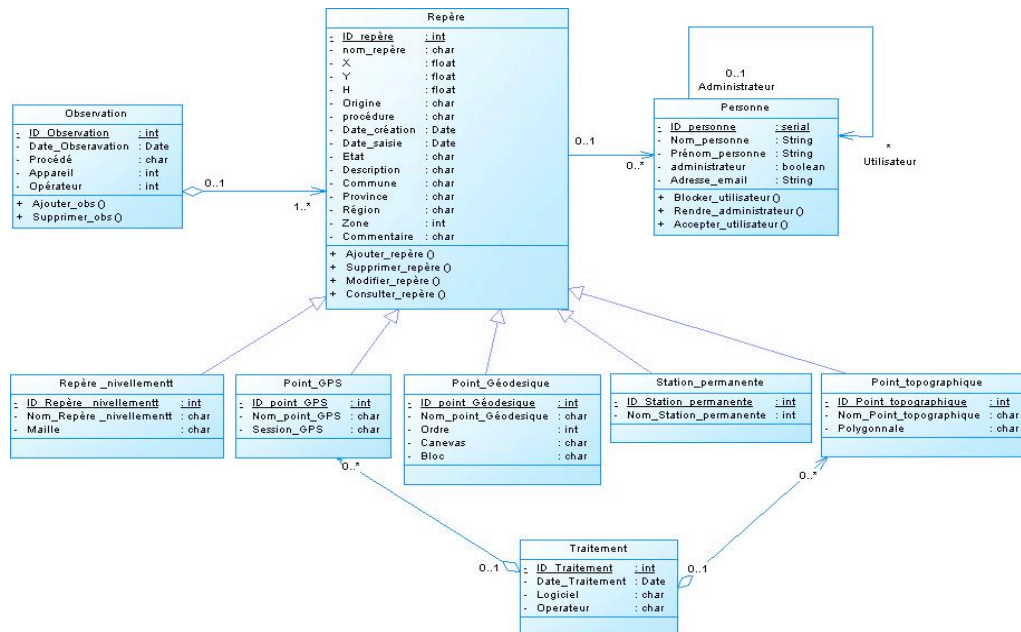 Repère
- ID_repère : int
- nom_repère : char
- X : float
- Y : float
- H : float
- Origine : char
- procédure : char
- Date_création : Date
- Date_saisie : Date
- Etat : char
- Description : char
- Commune : char
- Province : char
- Région : char
- Zone : int
- Commentaire : char
+ Ajouter_repère ()
+ Supprimer_repère ()
+ Modifier_repère ()
+ Consulter_repère ()
Observation
- ID_Observation : int
- Date_Obseravation : Date
- Procédé : char
- Appareil : int
- Opérateur : int
+ Ajouter_obs ()
+ Supprimer_obs ()
0..1
1..*
0..1
0..*
0..1
Administrateur
Personne
- ID_personne : serial
- Nom_personne : String
- Prénom_personne : String
- administrateur : boolean
- Adresse_email : String
+ Blocker_utilisateur ()
+ Rendre_administrateur ()
+ Accepter_utilisateur ()
*
Utilisateur
Repère _nivellementt
- ID_Repère _nivellementt : int
- Nom_Repère _nivellementt : char
- Maille : char
Point_GPS
- ID_point_GPS : int
- Nom_point_GPS : char
- Session_GPS : char
Point_Géodesique
- ID_point_Géodesique : int
- Nom_point_Géodesique : char
- Ordre : int
- Canevas : char
- Bloc : char
Station_permanente
- ID_Station_permanente : int
- Nom_Station_permanente : int
Point_topographique
- ID_Point_topographique : int
- Nom_Point_topographique : char
- Polygonnale : char
0..*
0..*
0..1
0..1
Traitement
- ID_Traitement : int
- Date_Traitement : Date
- Logiciel : char
- Operateur : char